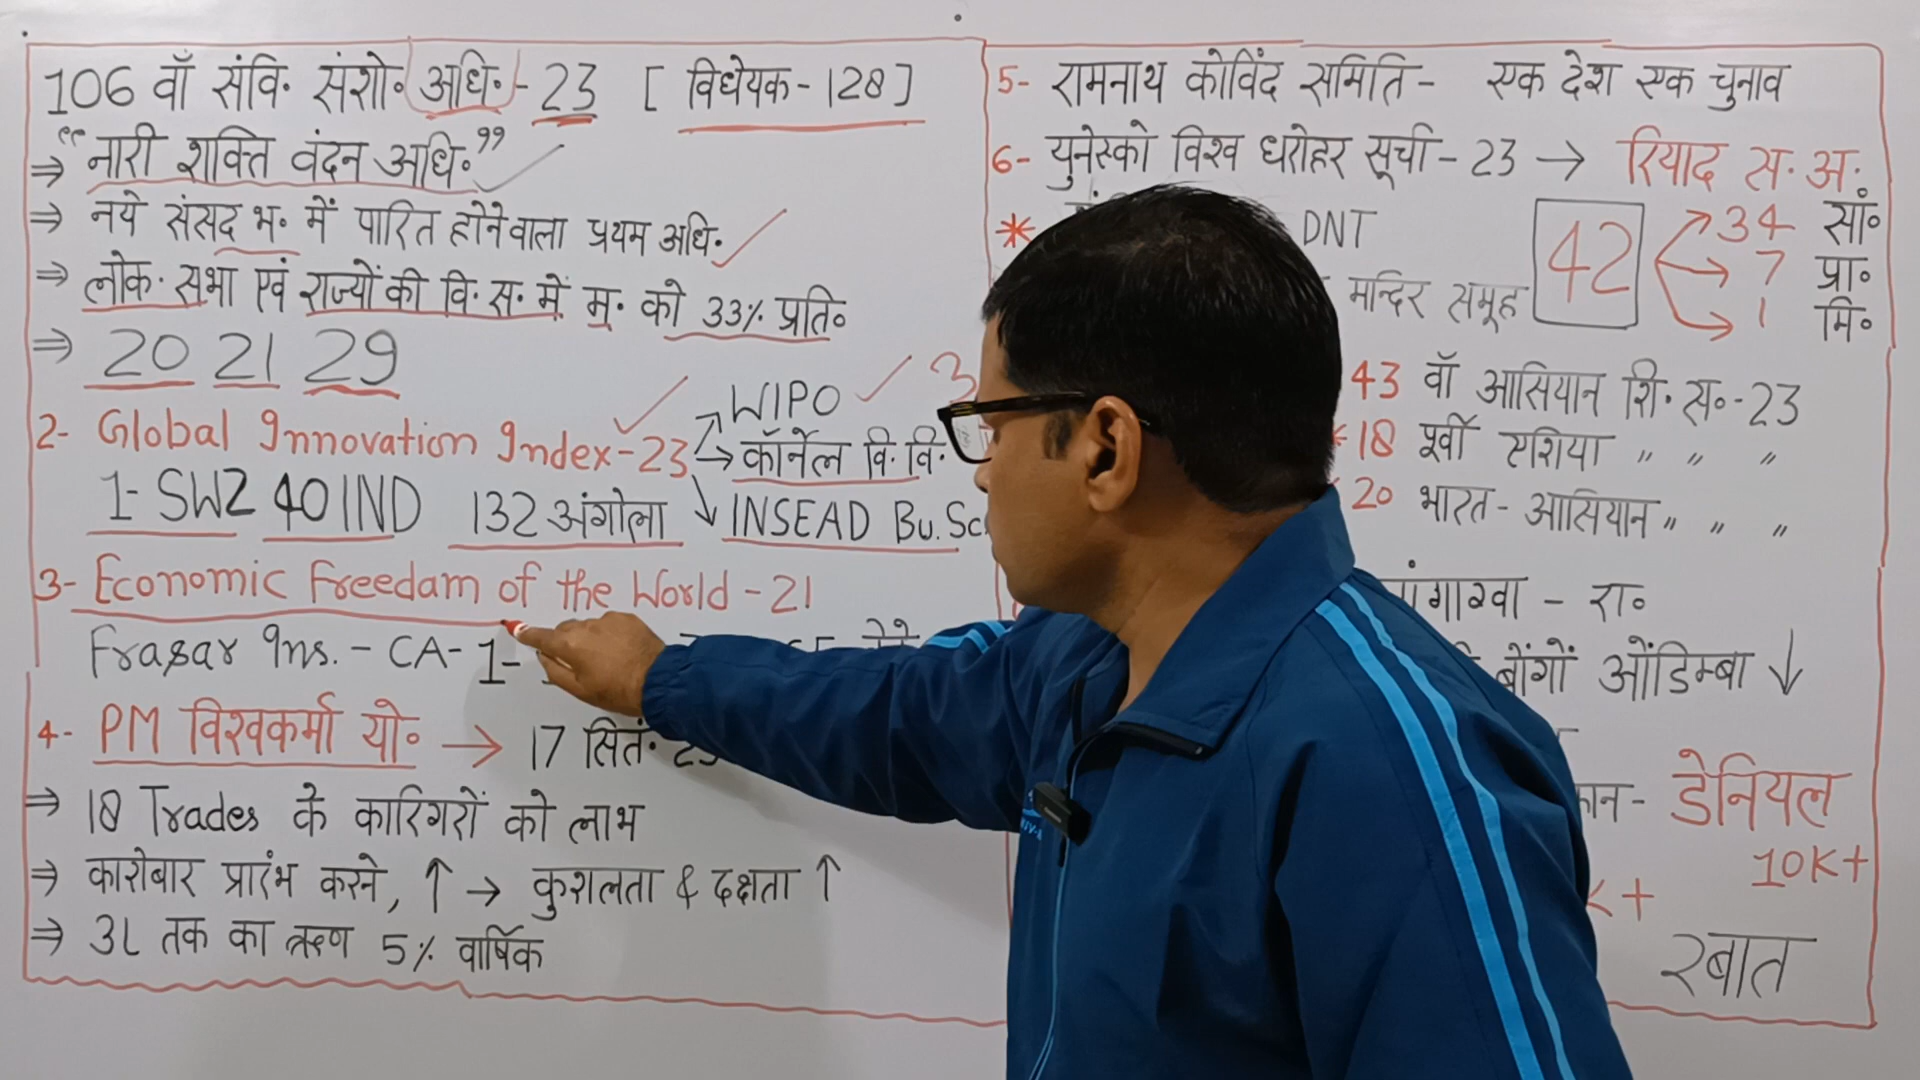 106 वाँ संवि॰ संशो॰ अधि॰ - 23 [ विधेयक - 128 ]
⇒ "नारी शक्ति वंदन अधि॰"
⇒ नये संसद भ॰ में पारित होनेवाला प्रथम अधि॰
⇒ लोक॰ सभा एवं राज्यों की वि॰ स॰ में म॰ को 33% प्रति॰
⇒ 20 21 29
2- Global Innovation Index-23 → WIPO
→ कॉर्नेल वि॰ वि॰
→ INSEAD Bu. Sc
1- SWZ 40 IND 132 अंगोला
3- Economic Freedam of the World - 21
Frasar Ins. - CA- 1-
4- PM विश्वकर्मा यो॰ → 17 सितं॰ 23
⇒ 18 Trades के कारिगरों को लाभ
⇒ कारोबार प्रारंभ करने, ↑ → कुशलता & दक्षता ↑
⇒ 3L तक का ऋण 5% वार्षिक
5- रामनाथ कोविंद समिति - एक देश एक चुनाव
6- युनेस्को विश्व धरोहर सूची - 23 → रियाद स॰ अ॰
* DNT
मन्दिर समूह
42 → 34 सां॰
→ 7 प्रा॰
→ 1 मि॰
43 वाँ आसियान शि॰ स॰ - 23
18 पूर्वी एशिया " " "
20 भारत - आसियान " " "
- रा॰
बोंगों ओंडिम्बा ↓
डेनियल
10K+
K+
रबात